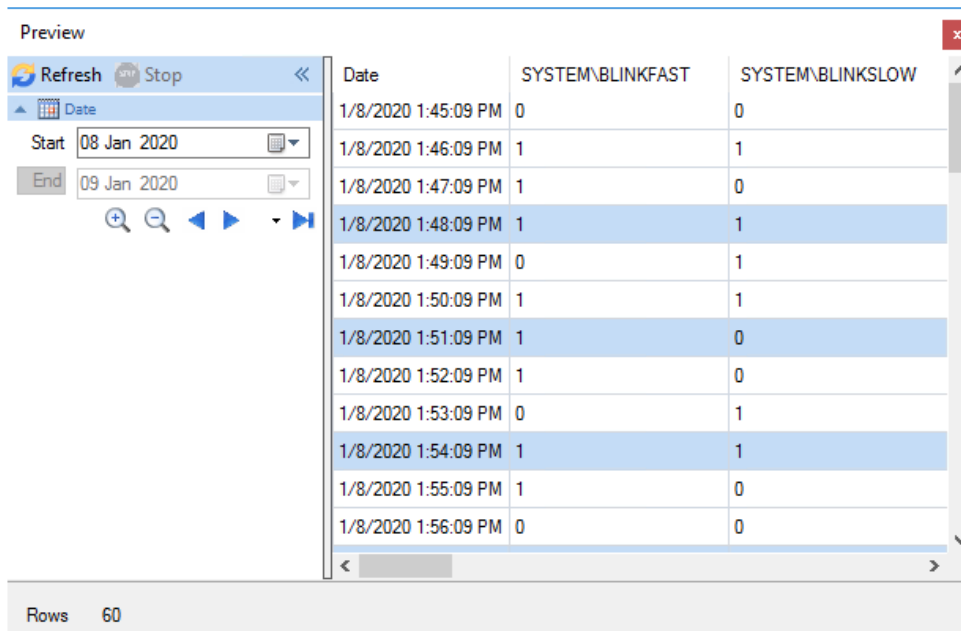 Preview
x
Refresh STOP Stop «
Date
Start 08 Jan 2020
End 09 Jan 2020
Date SYSTEM\BLINKFAST SYSTEM\BLINKSLOW
1/8/2020 1:45:09 PM 0 0
1/8/2020 1:46:09 PM 1 1
1/8/2020 1:47:09 PM 1 0
1/8/2020 1:48:09 PM 1 1
1/8/2020 1:49:09 PM 0 1
1/8/2020 1:50:09 PM 1 1
1/8/2020 1:51:09 PM 1 0
1/8/2020 1:52:09 PM 1 0
1/8/2020 1:53:09 PM 0 1
1/8/2020 1:54:09 PM 1 1
1/8/2020 1:55:09 PM 1 0
1/8/2020 1:56:09 PM 0 0
Rows 60